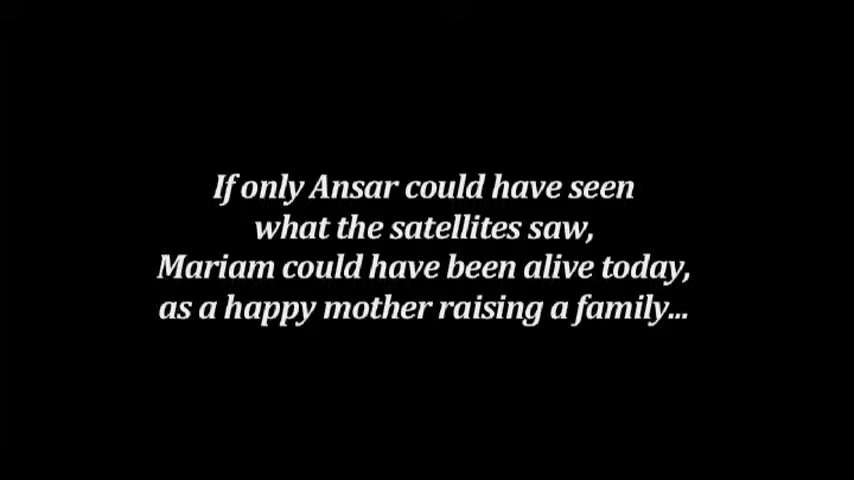 If only Ansar could have seen
what the satellites saw,
Mariam could have been alive today,
as a happy mother raising a family...